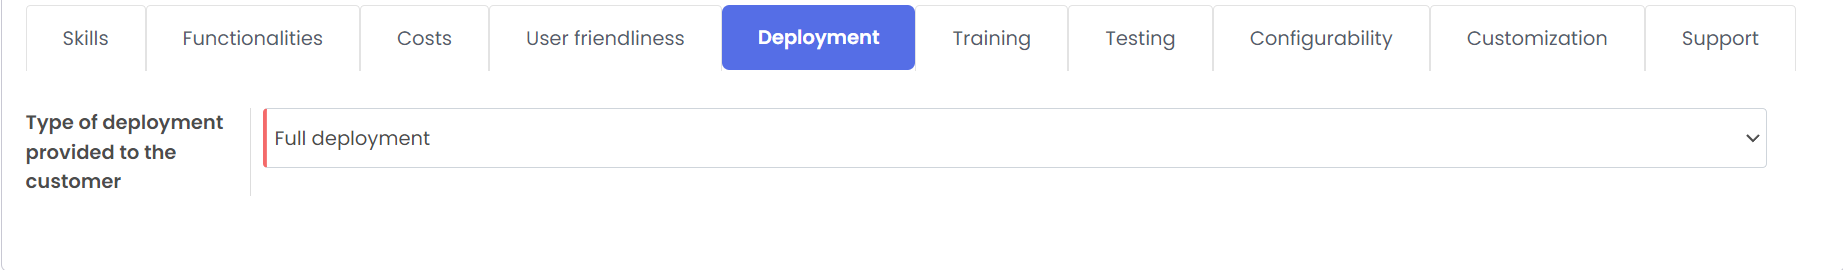 Skills Functionalities Costs User friendliness Deployment Training Testing Configurability Customization Support
Type of deployment
provided to the
customer
Full deployment